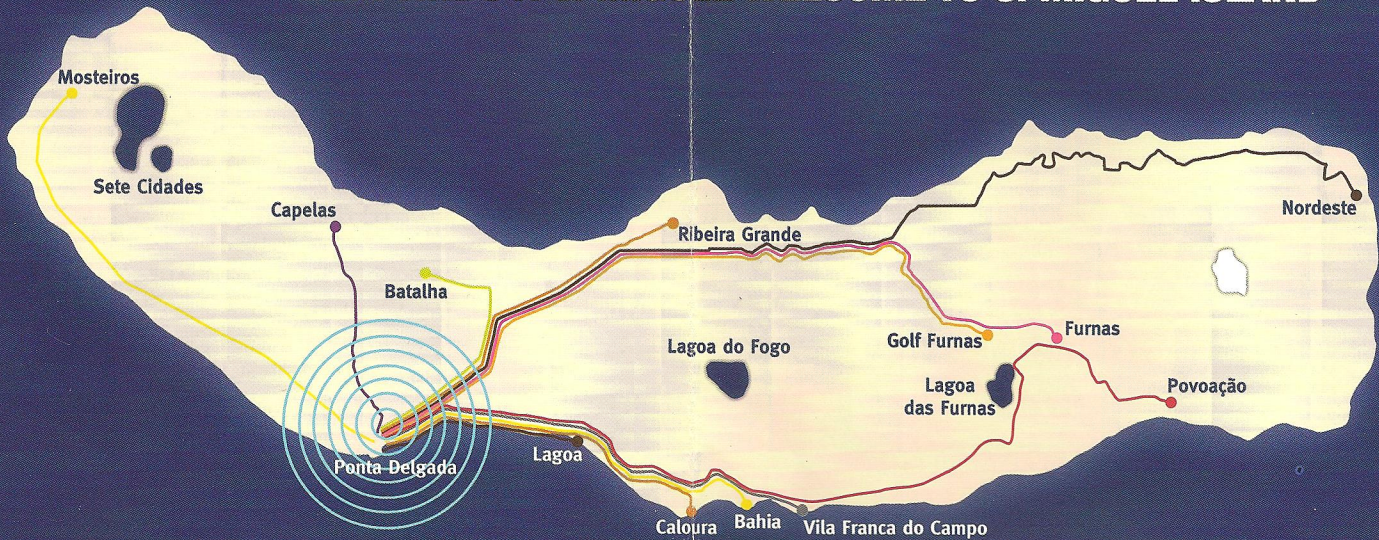 Mosteiros
Sete Cidades
Capelas
Ribeira Grande
Nordeste
Batalha
Lagoa do Fogo
Golf Furnas
Furnas
Lagoa
das Furnas
Povoação
Ponta Delgada
Lagoa
Caloura
Bahia
Vila Franca do Campo